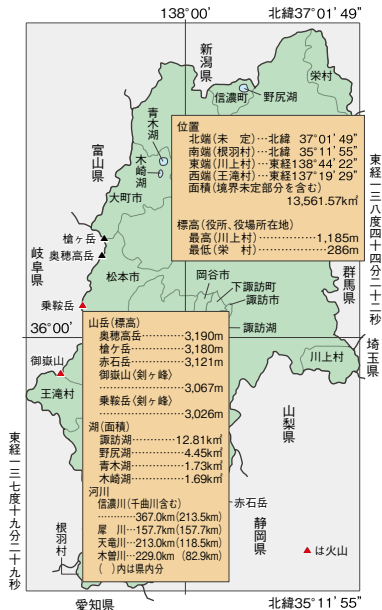 138°00′
北緯37°01′49″
新潟県
栄村
信濃町
野尻湖
青木湖
木崎湖
富山県
大町市
位置
北端(未　定)…北緯　37°01′49″
南端(根羽村)…北緯　35°11′55″
東端(川上村)…東経138°44′22″
西端(王滝村)…東経137°19′29″
面積(境界未定部分を含む)
13,561.57㎢
標高(役所、役場所在地)
最高(川上村)……………1,185m
最低(栄　村)………………286m
東経一三八度四十四分二十二秒
槍ヶ岳
奥穂高岳
岐阜県
松本市
岡谷市
下諏訪町
諏訪市
群馬県
乗鞍岳
諏訪湖
36°00′
埼玉県
川上村
御嶽山
王滝村
山岳(標高)
奥穂高岳……………3,190m
槍ケ岳………………3,180m
赤石岳………………3,121m
御嶽山(剣ヶ峰)
……………………3,067m
乗鞍岳(剣ケ峰)
……………………3,026m
湖(面積)
諏訪湖……………12.81㎢
野尻湖………………4.45㎢
青木湖………………1.73㎢
木崎湖………………1.69㎢
河川
信濃川(千曲川含む)
…………367.0km(213.5km)
犀　川…157.7km(157.7km)
天竜川…213.0km(118.5km)
木曽川…229.0km (82.9km)
(　)内は県内分
山梨県
赤石岳
静岡県
東経一三七度十九分二十九秒
根羽村
は火山
愛知県
北緯35°11′55″